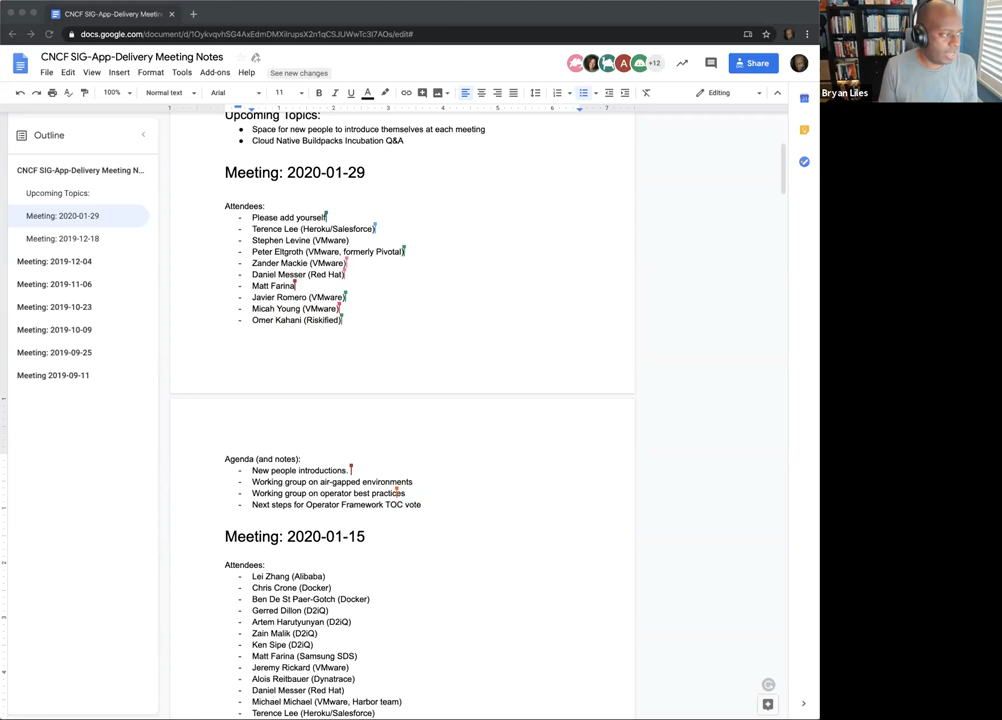 CNCF SIG-App-Delivery Meetin
docs.google.com/document/d/1OykvqvhSG4AxEdmDMXiIrupsX2n1qCSJUWwTc3I7AOs/edit#
CNCF SIG-App-Delivery Meeting Notes
File Edit View Insert Format Tools Add-ons Help
See new changes
A
+12
Share
100%
Normal text
Arial
11
Editing
1 1 2 3 4 5 6 7
Outline
CNCF SIG-App-Delivery Meeting N...
Upcoming Topics:
Meeting: 2020-01-29
Meeting: 2019-12-18
Meeting: 2019-12-04
Meeting: 2019-11-06
Meeting: 2019-10-23
Meeting: 2019-10-09
Meeting: 2019-09-25
Meeting 2019-09-11
Upcoming Topics:
● Space for new people to introduce themselves at each meeting
● Cloud Native Buildpacks Incubation Q&A
Meeting: 2020-01-29
Attendees:
- Please add yourself
- Terence Lee (Heroku/Salesforce)
- Stephen Levine (VMware)
- Peter Eltgroth (VMware, formerly Pivotal)
- Zander Mackie (VMware)
- Daniel Messer (Red Hat)
- Matt Farina
- Javier Romero (VMware)
- Micah Young (VMware)
- Omer Kahani (Riskified)
Agenda (and notes):
- New people introductions.
- Working group on air-gapped environments
- Working group on operator best practices
- Next steps for Operator Framework TOC vote
Meeting: 2020-01-15
Attendees:
- Lei Zhang (Alibaba)
- Chris Crone (Docker)
- Ben De St Paer-Gotch (Docker)
- Gerred Dillon (D2iQ)
- Artem Harutyunyan (D2iQ)
- Zain Malik (D2iQ)
- Ken Sipe (D2iQ)
- Matt Farina (Samsung SDS)
- Jeremy Rickard (VMware)
- Alois Reitbauer (Dynatrace)
- Daniel Messer (Red Hat)
- Michael Michael (VMware, Harbor team)
- Terence Lee (Heroku/Salesforce)
Bryan Liles